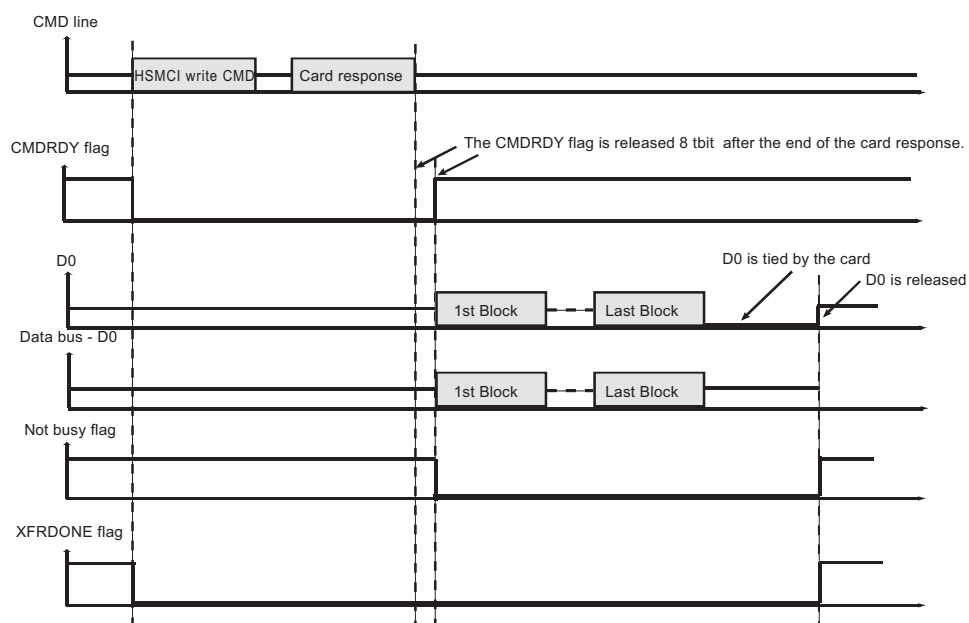 CMD line
HSMCI write CMD
Card response
CMDRDY flag
The CMDRDY flag is released 8 tbit after the end of the card response.
D0
D0 is tied by the card
D0 is released
1st Block
Last Block
Data bus - D0
1st Block
Last Block
Not busy flag
XFRDONE flag